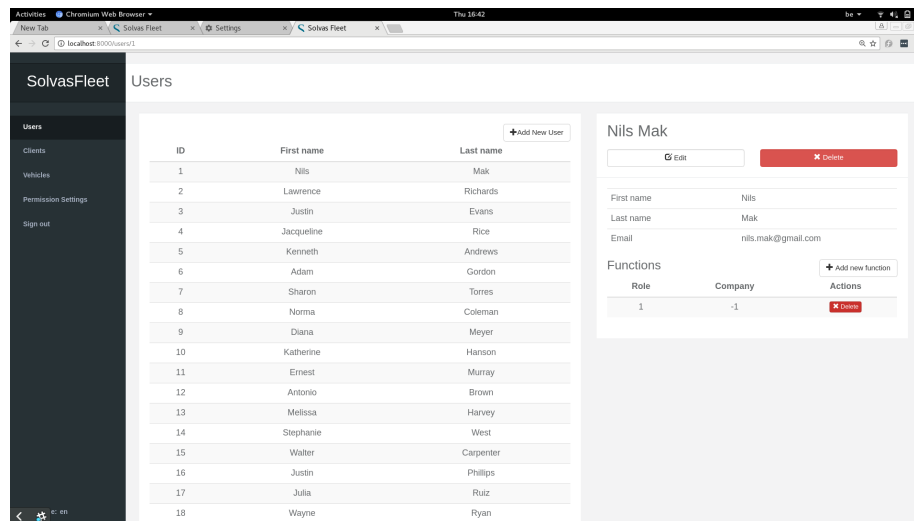 Activities Chromium Web Browser Thu 16:42 be
New Tab × Solvas Fleet × Settings × Solvas Fleet ×
localhost:8000/users/1
SolvasFleet Users
Users
Clients
Vehicles
Permission Settings
Sign out
e: en
Add New User
ID First name Last name
1 Nils Mak
2 Lawrence Richards
3 Justin Evans
4 Jacqueline Rice
5 Kenneth Andrews
6 Adam Gordon
7 Sharon Torres
8 Norma Coleman
9 Diana Meyer
10 Katherine Hanson
11 Ernest Murray
12 Antonio Brown
13 Melissa Harvey
14 Stephanie West
15 Walter Carpenter
16 Justin Phillips
17 Julia Ruiz
18 Wayne Ryan
Nils Mak
Edit Delete
First name Nils
Last name Mak
Email nils.mak@gmail.com
Functions Add new function
Role Company Actions
1 -1 Delete